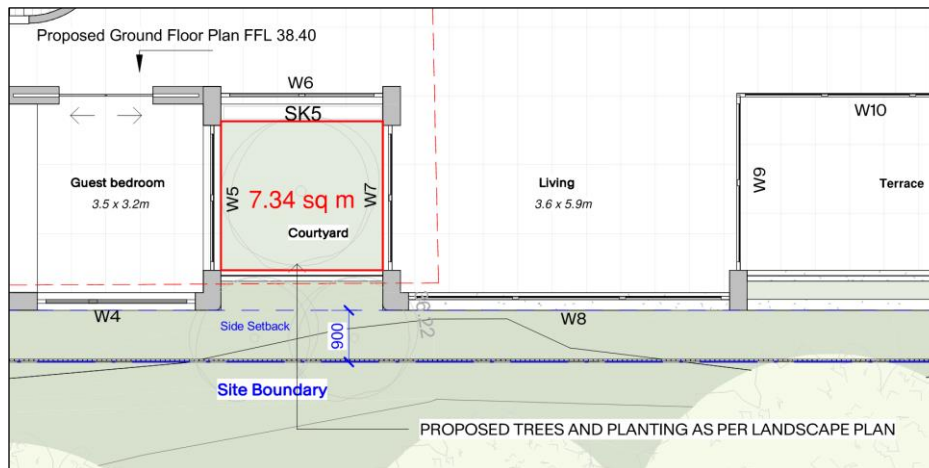 Proposed Ground Floor Plan FFL 38.40
W6
SK5
W10
Guest bedroom
3.5 x 3.2m
W5
7.34 sq m
W7
Courtyard
Living
3.6 x 5.9m
W9
Terrace
W4
Side Setback
900
36.22
W8
Site Boundary
PROPOSED TREES AND PLANTING AS PER LANDSCAPE PLAN